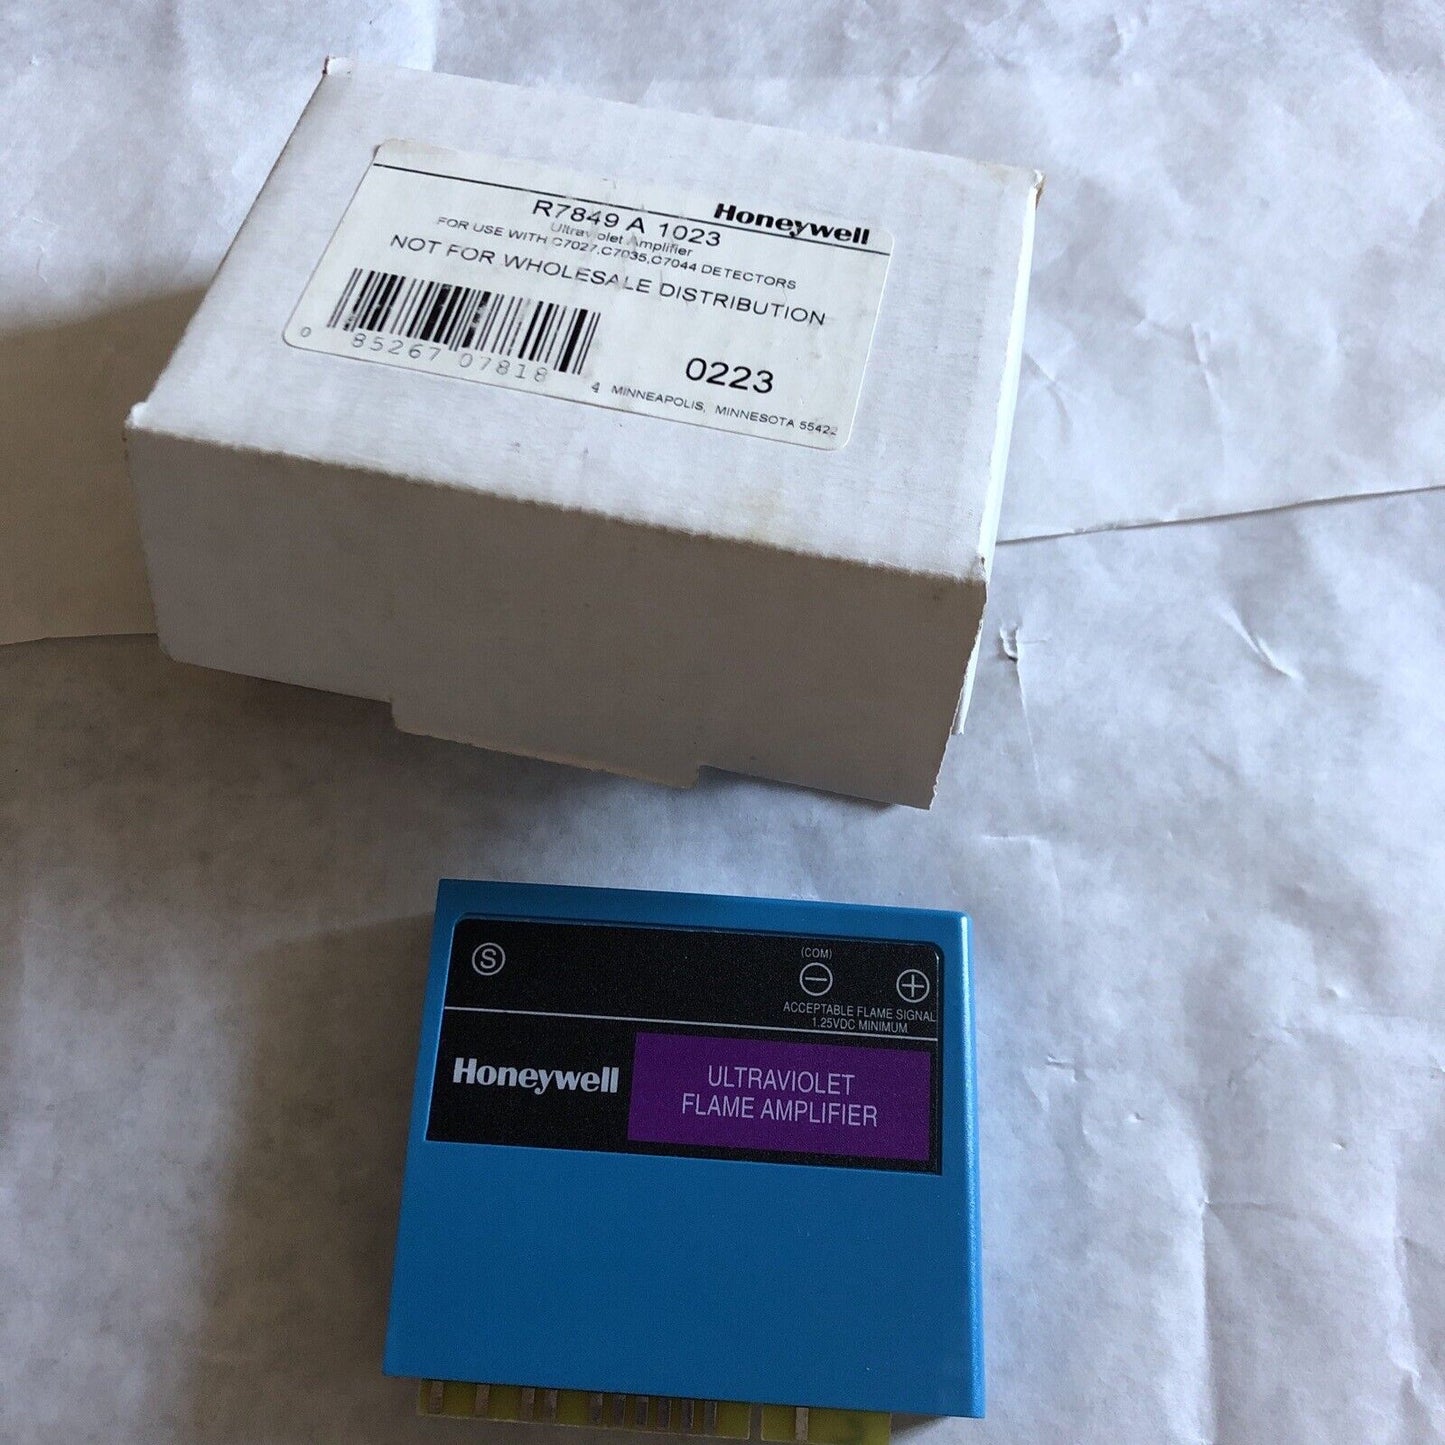 Honeywell
R7849 A 1023
Ultraviolet Amplifier
FOR USE WITH C7027,C7035,C7044 DETECTORS
NOT FOR WHOLESALE DISTRIBUTION
0 85267 07818 4
0223
MINNEAPOLIS, MINNESOTA 55422
S
(COM)
ACCEPTABLE FLAME SIGNAL
1.25VDC MINIMUM
Honeywell
ULTRAVIOLET
FLAME AMPLIFIER